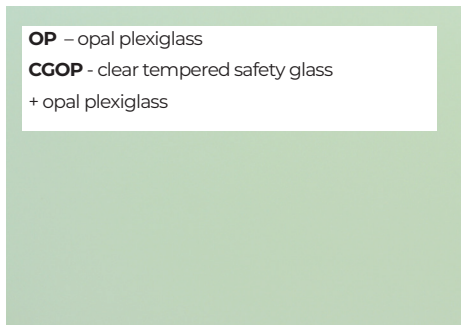 OP – opal plexiglass
CGOP - clear tempered safety glass
+ opal plexiglass